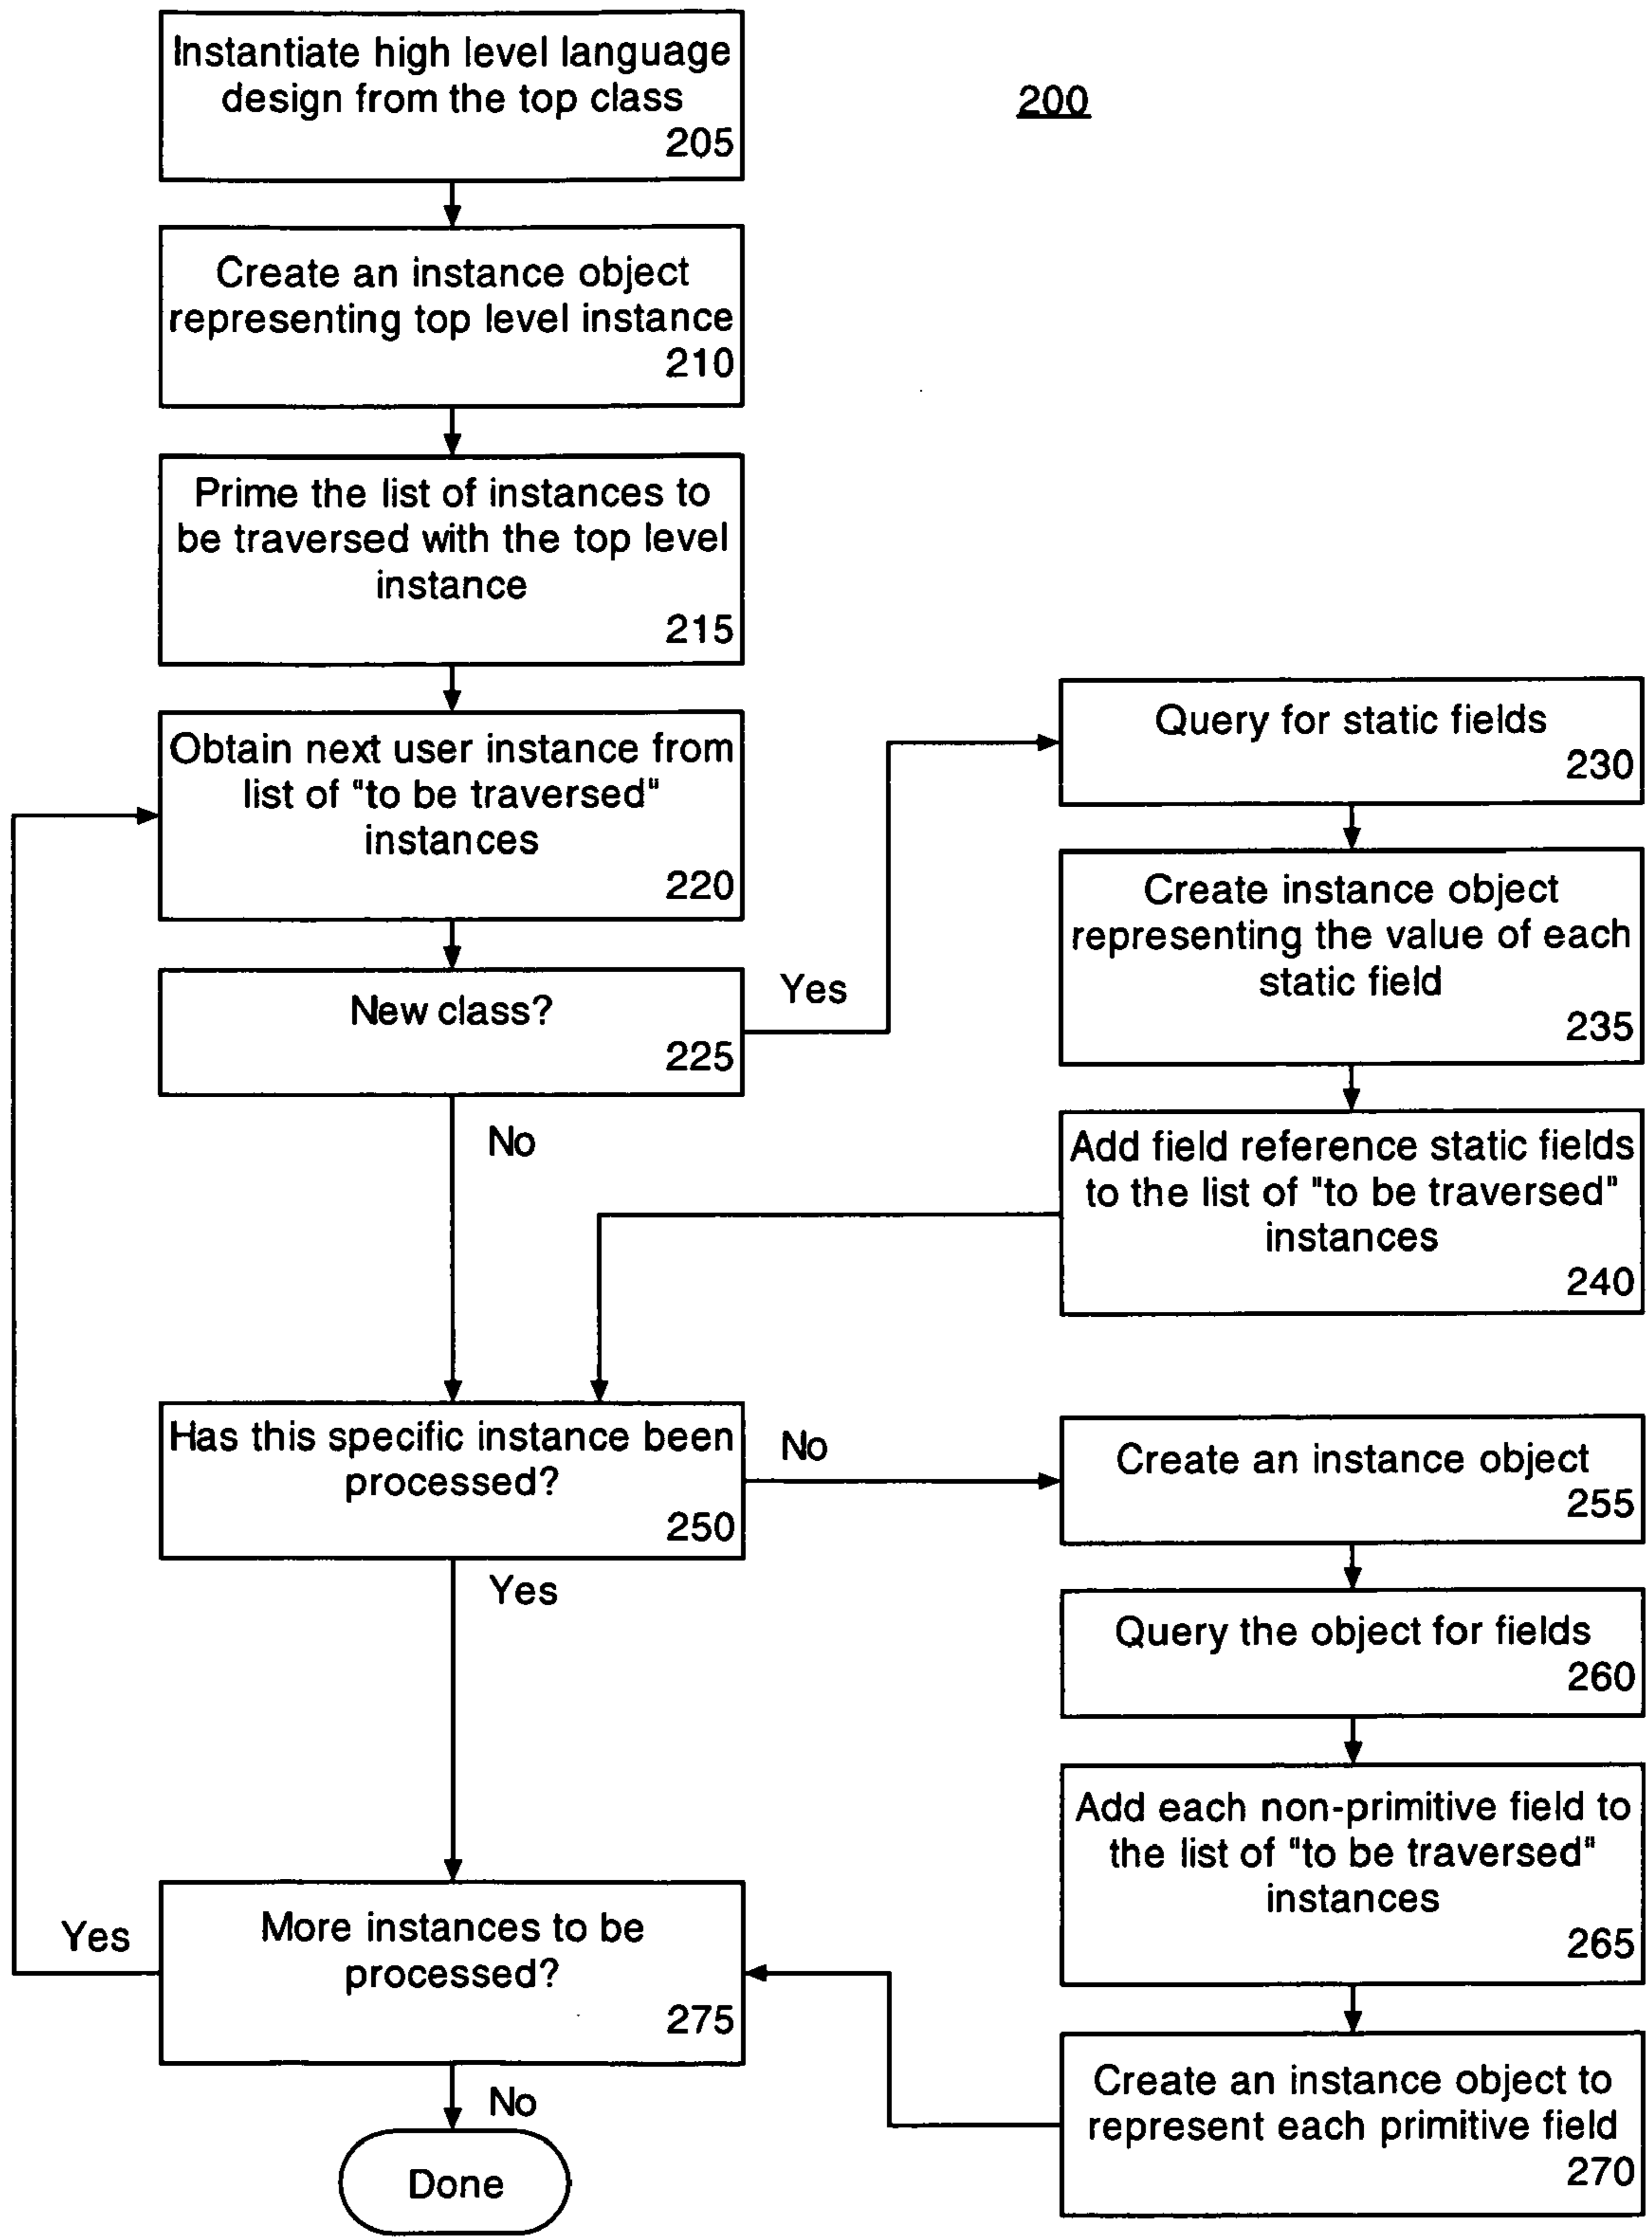 Instantiate high level language
design from the top class
205
200
Create an instance object
representing top level instance
210
Prime the list of instances to
be traversed with the top level
instance
215
Obtain next user instance from
list of "to be traversed"
instances
220
New class?
225
Yes
No
Query for static fields
230
Create instance object
representing the value of each
static field
235
Add field reference static fields
to the list of "to be traversed"
instances
240
Has this specific instance been
processed?
250
No
Yes
Create an instance object
255
Query the object for fields
260
Add each non-primitive field to
the list of "to be traversed"
instances
265
Create an instance object to
represent each primitive field
270
More instances to be
processed?
275
Yes
No
Done